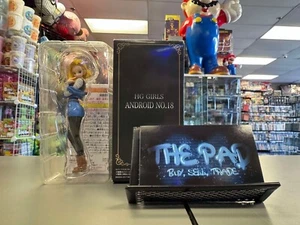 HG GIRLS
ANDROID NO.18
THE PAD
BUY, SELL, TRADE